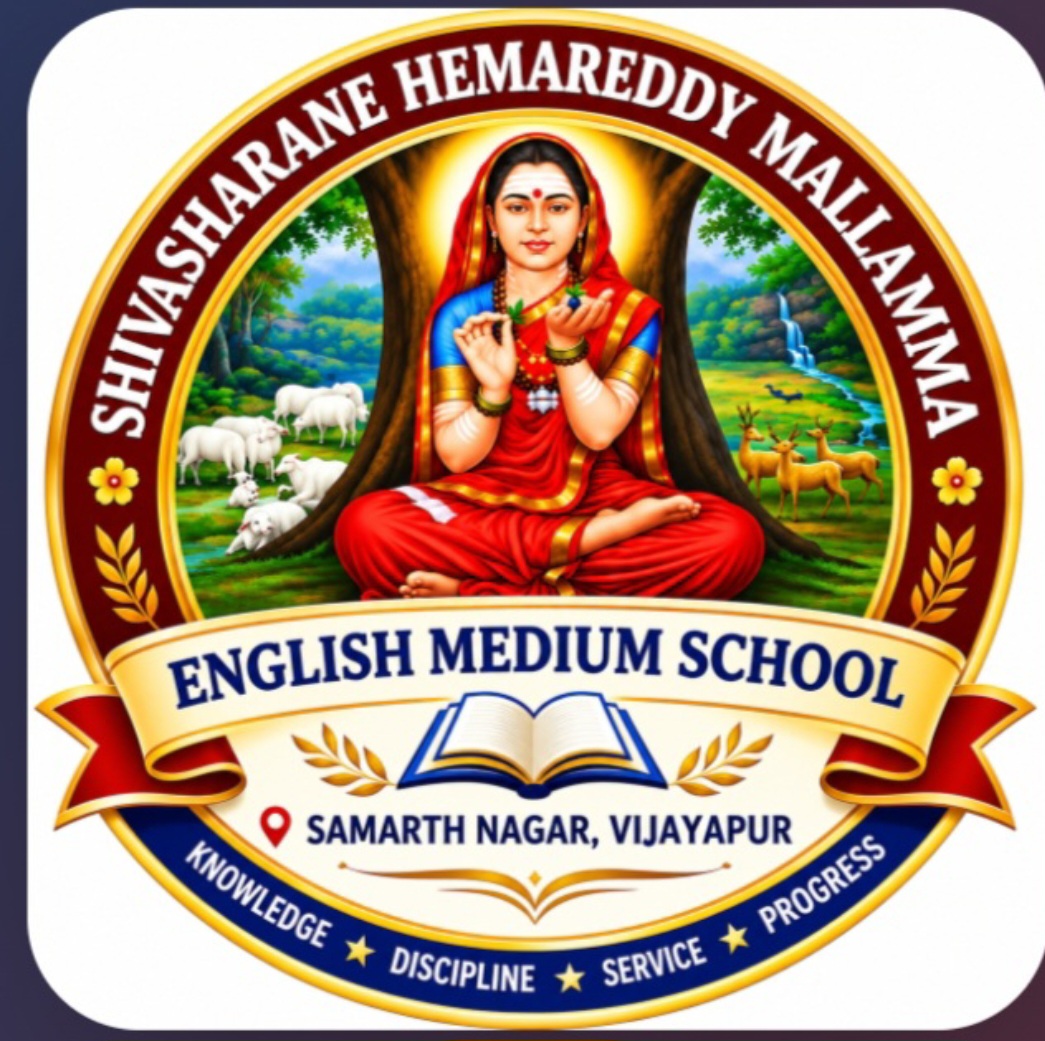 SHIVASHARANE HEMAREDDY MALLAMMA
ENGLISH MEDIUM SCHOOL
SAMARTH NAGAR, VIJAYAPUR
KNOWLEDGE ★ DISCIPLINE ★ SERVICE ★ PROGRESS